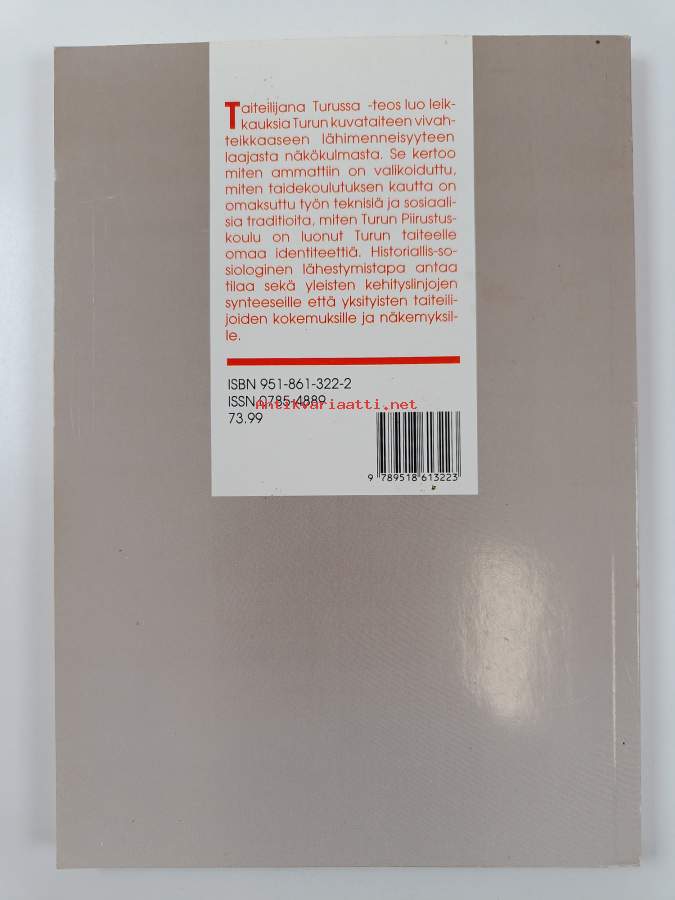 Taiteilijana Turussa -teos luo leik-
kauksia Turun kuvataiteen vivah-
teikkaaseen lähimenneisyyteen
laajasta näkökulmasta. Se kertoo
miten ammattiin on valikoiduttu,
miten taidekoulutuksen kautta on
omaksuttu työn teknisiä ja sosiaali-
sia traditioita, miten Turun Piirustus-
koulu on luonut Turun taiteelle
omaa identiteettiä. Historiallis-so-
siologinen lähestymistapa antaa
tilaa sekä yleisten kehityslinjojen
synteeseille että yksityisten taiteili-
joiden kokemuksille ja näkemyksil-
le.
ISBN 951-861-322-2
ISSN 0785-4889
Antikvariaatti.net
73.99
9 789518 613223